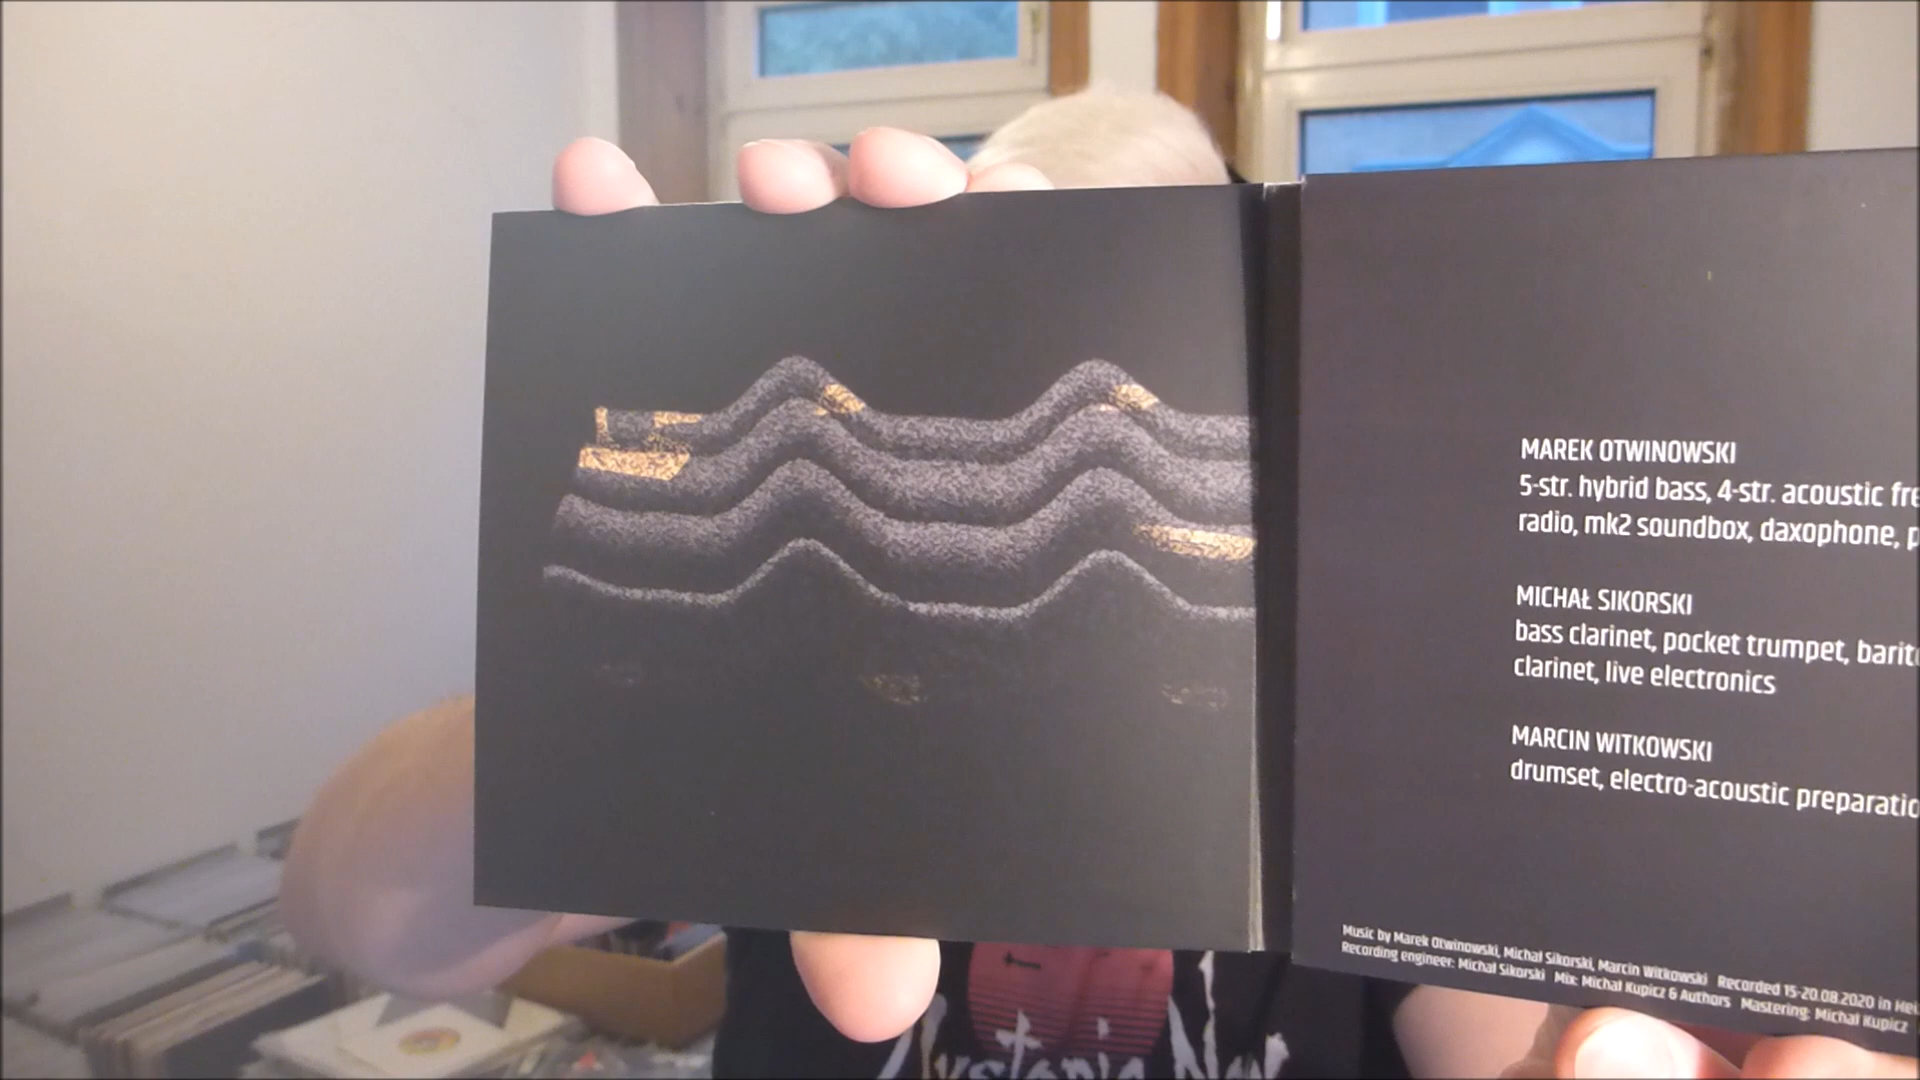 MAREK OTWINOWSKI
5-str. hybrid bass, 4-str. acoustic
radio, mk2 soundbox, daxophone,
MICHAŁ SIKORSKI
bass clarinet, pocket trumpet,
clarinet, live electronics
MARCIN WITKOWSKI
drumset, electro-acoustic
Music by Marek Otwinowski, Michał Sikorski, Marcin Witkowski Recorded 15-20.08.2020 in
Recording engineer: Michał Sikorski Mix: Michał Kupicz & Authors Mastering: Michał Kupicz